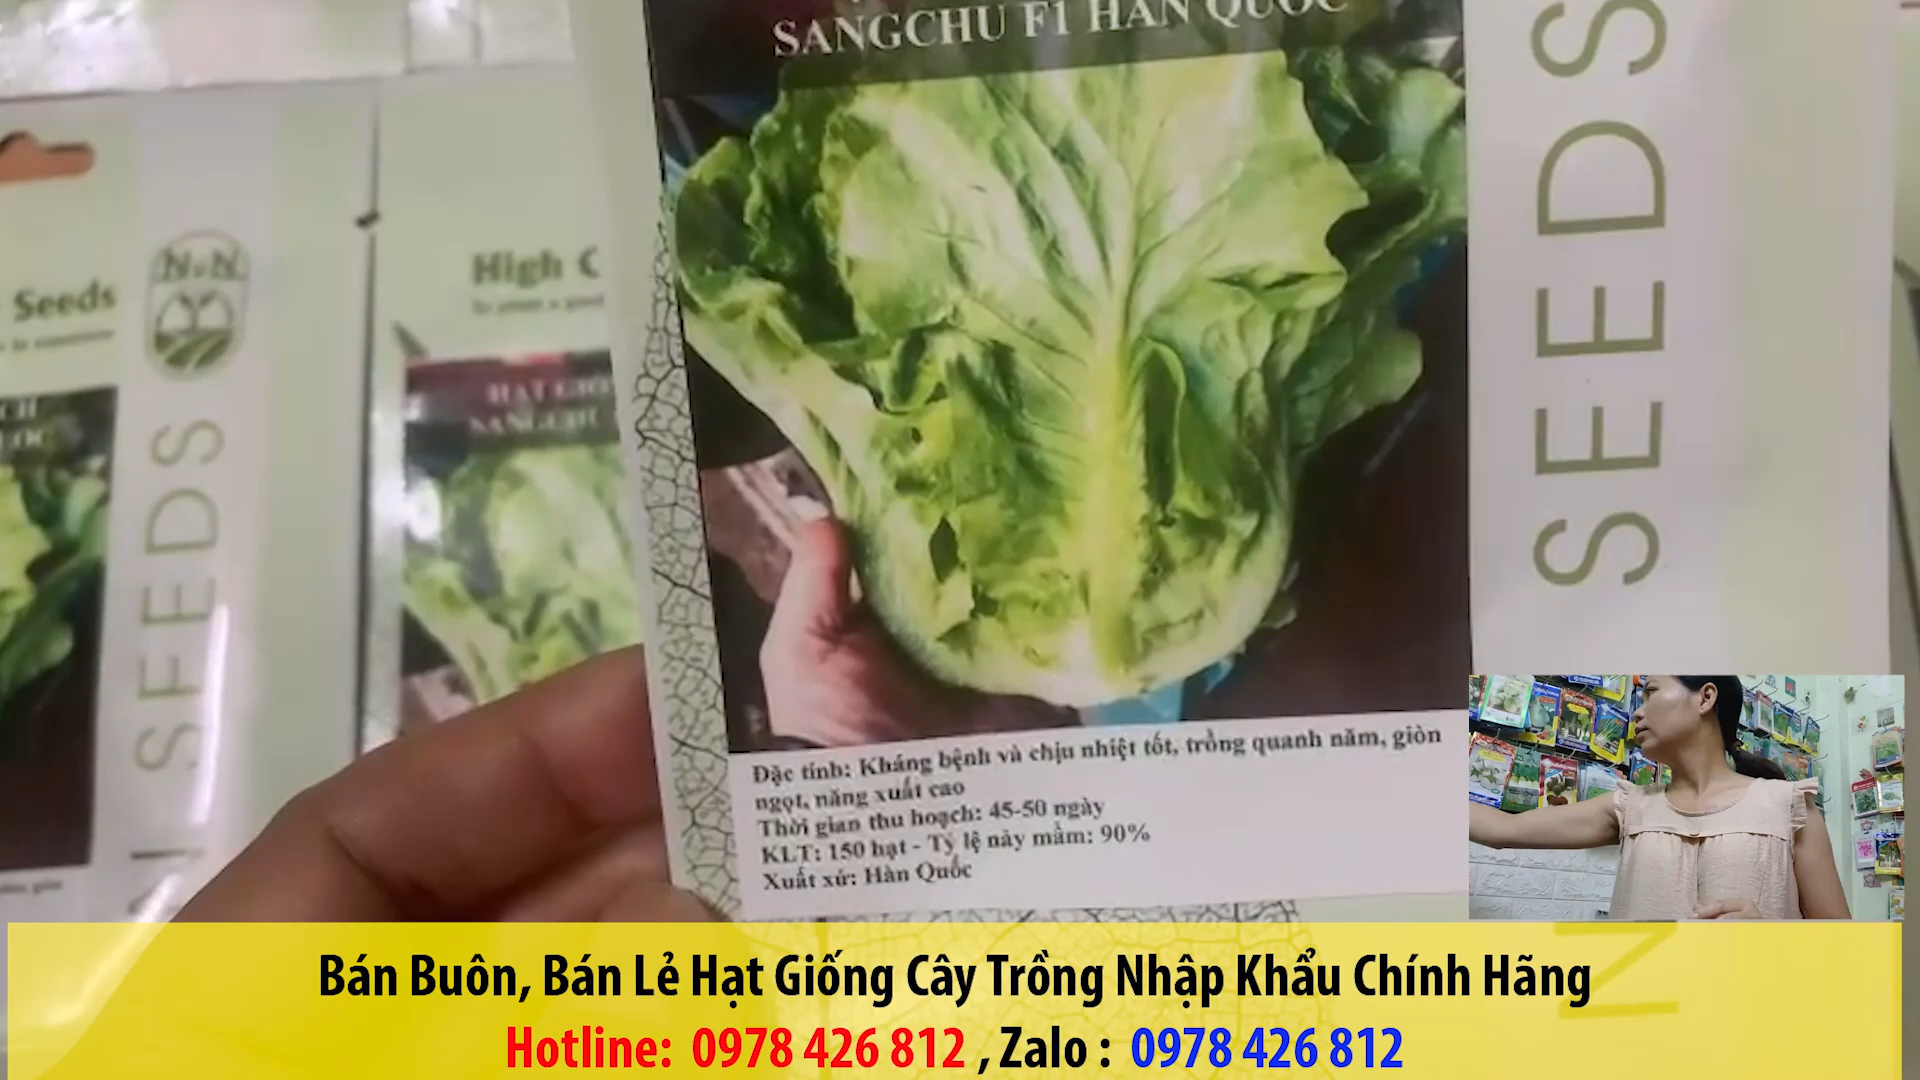 SANGCHU F1 HÀN QUỐC
SEEDS
N
High
Seeds
N N
SEEDS
HẠT GIỐ
SANGCHU
Đặc tính: Kháng bệnh và chịu nhiệt tốt, trồng quanh năm, giòn
ngọt, năng xuất cao
Thời gian thu hoạch: 45-50 ngày
KLT: 150 hạt - Tỷ lệ nảy mầm: 90%
Xuất xứ: Hàn Quốc
Bán Buôn, Bán Lẻ Hạt Giống Cây Trồng Nhập Khẩu Chính Hãng
Hotline: 0978 426 812 , Zalo : 0978 426 812